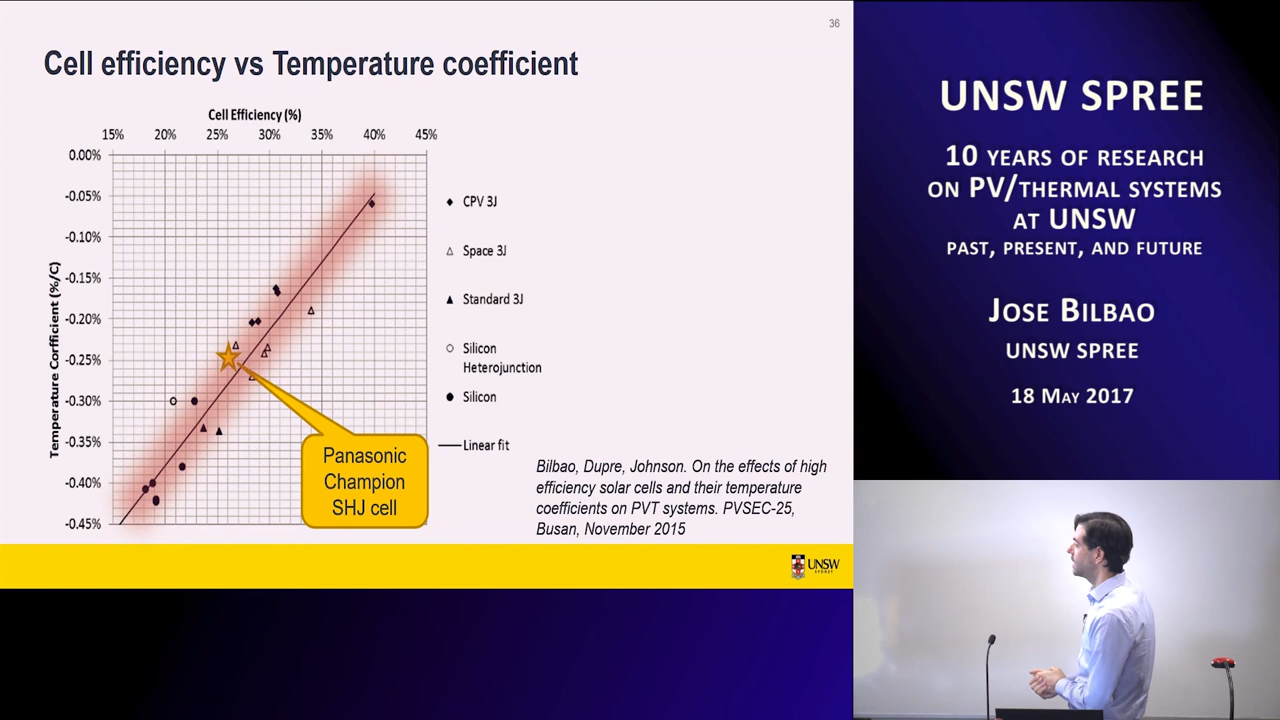 36
Cell efficiency vs Temperature coefficient
Cell Efficiency (%)
15% 20% 25% 30% 35% 40% 45%
0.00%
-0.05%
-0.10%
-0.15%
-0.20%
-0.25%
-0.30%
-0.35%
-0.40%
-0.45%
Temperature Corfficient (%/C)
CPV 3J
Space 3J
Standard 3J
Silicon
Heterojunction
Silicon
Linear fit
Panasonic
Champion
SHJ cell
Bilbao, Dupre, Johnson. On the effects of high
efficiency solar cells and their temperature
coefficients on PVT systems. PVSEC-25,
Busan, November 2015
UNSW
SYDNEY
UNSW SPREE
10 YEARS OF RESEARCH
ON PV/THERMAL SYSTEMS
AT UNSW
PAST, PRESENT, AND FUTURE
JOSE BILBAO
UNSW SPREE
18 MAY 2017